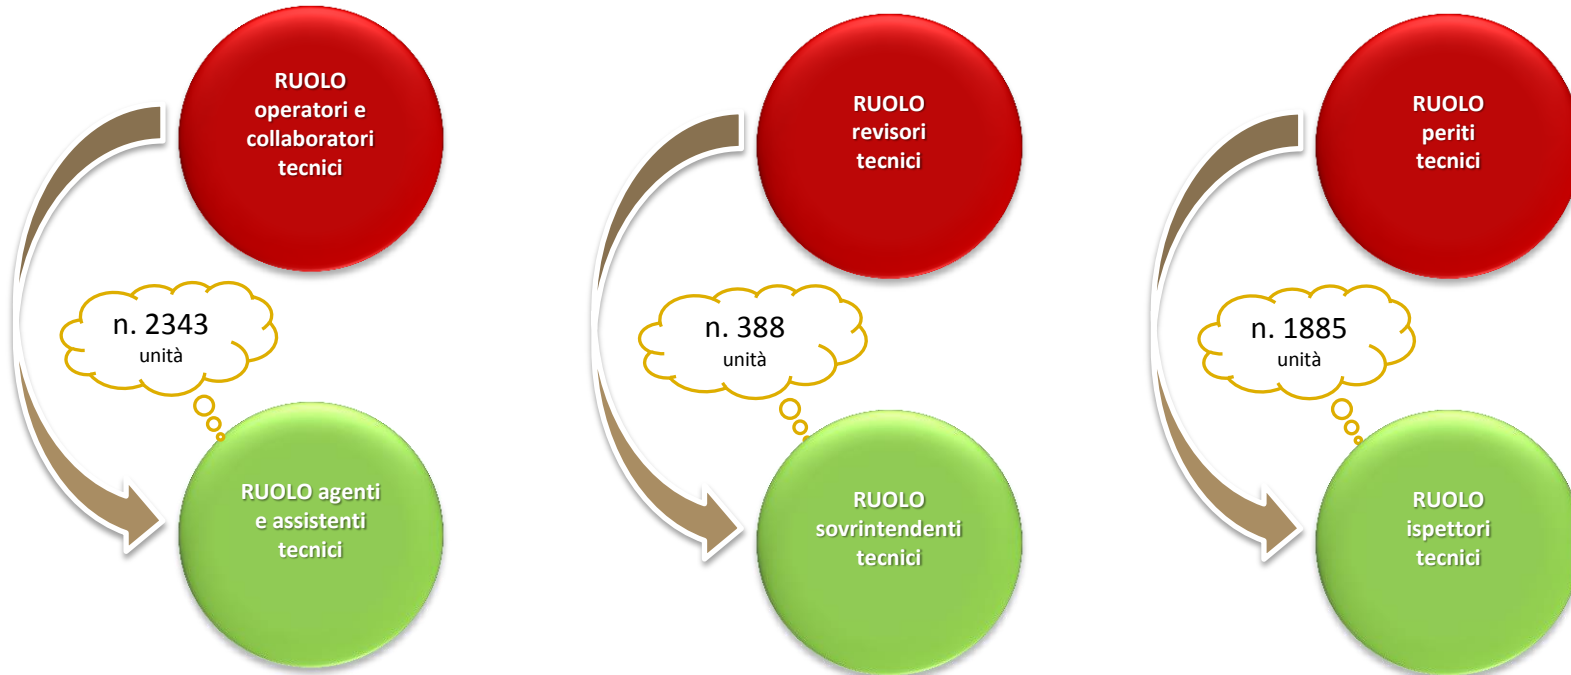 RUOLO
operatori e
collaboratori
tecnici
n. 2343
unità
RUOLO agenti
e assistenti
tecnici
RUOLO
revisori
tecnici
n. 388
unità
RUOLO
sovrintendenti
tecnici
RUOLO
periti
tecnici
n. 1885
unità
RUOLO
ispettori
tecnici